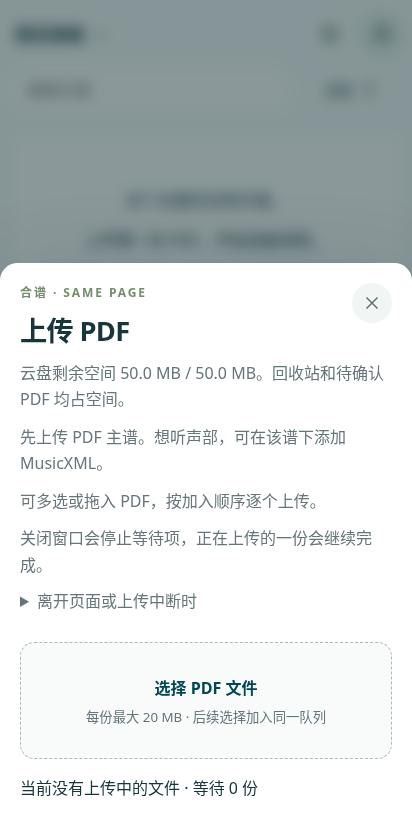 合谱 · SAME PAGE
上传 PDF
云盘剩余空间 50.0 MB / 50.0 MB。回收站和待确认
PDF 均占空间。
先上传 PDF 主谱。想听声部，可在该谱下添加
MusicXML。
可多选或拖入 PDF，按加入顺序逐个上传。
关闭窗口会停止等待项，正在上传的一份会继续完
成。
离开页面或上传中断时
选择 PDF 文件
每份最大 20 MB · 后续选择加入同一队列
当前没有上传中的文件 · 等待 0 份